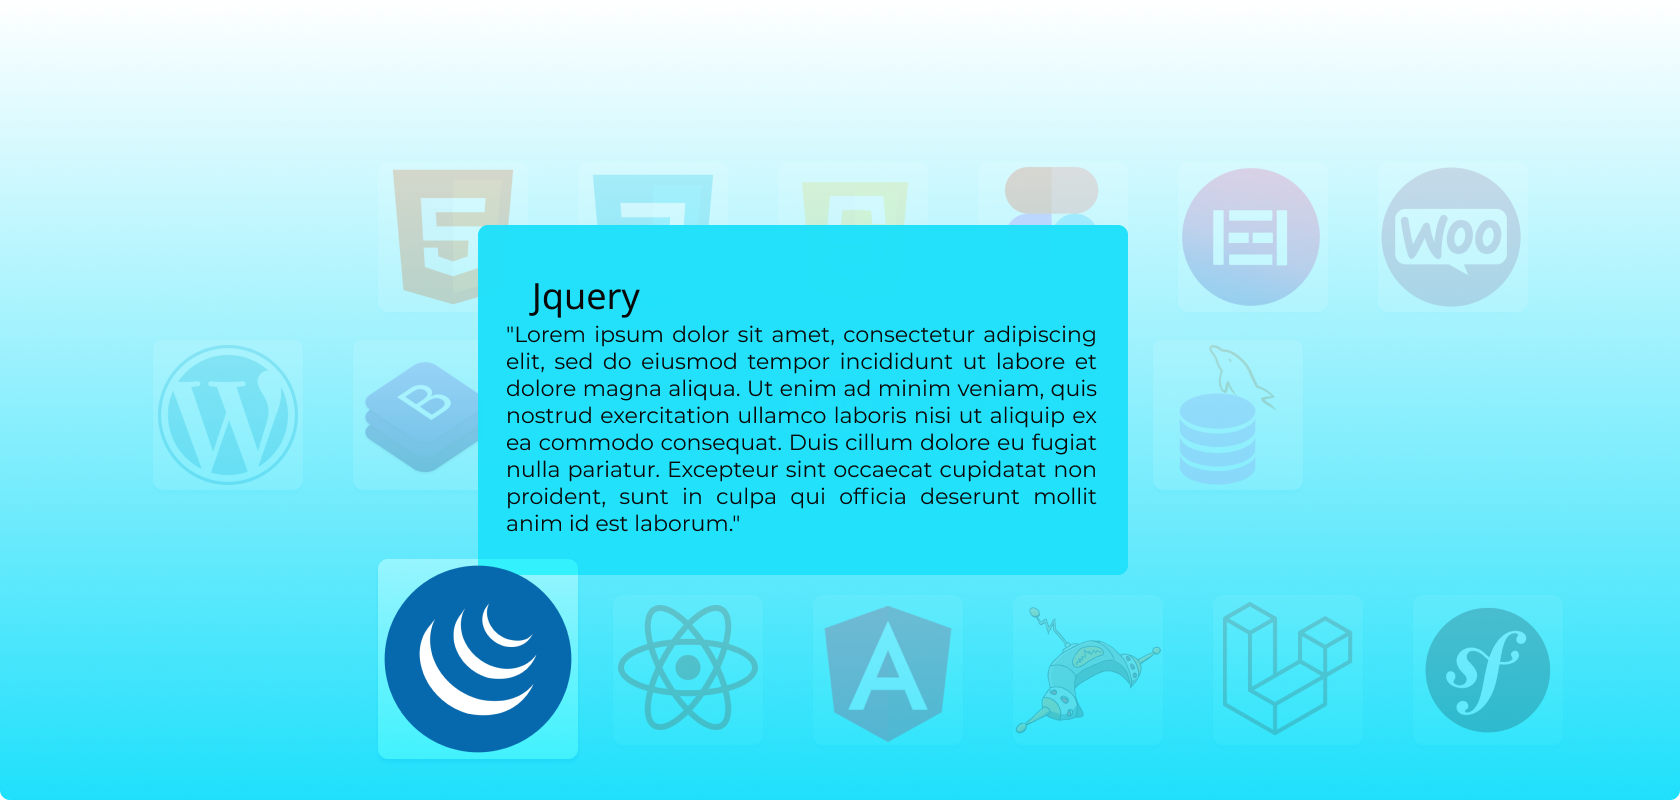 5
Woo
Jquery
"Lorem ipsum dolor sit amet, consectetur adipiscing
elit, sed do eiusmod tempor incididunt ut labore et
dolore magna aliqua. Ut enim ad minim veniam, quis
nostrud exercitation ullamco laboris nisi ut aliquip ex
ea commodo consequat. Duis cillum dolore eu fugiat
nulla pariatur. Excepteur sint occaecat cupidatat non
proident, sunt in culpa qui officia deserunt mollit
anim id est laborum."
W
B
A
sf